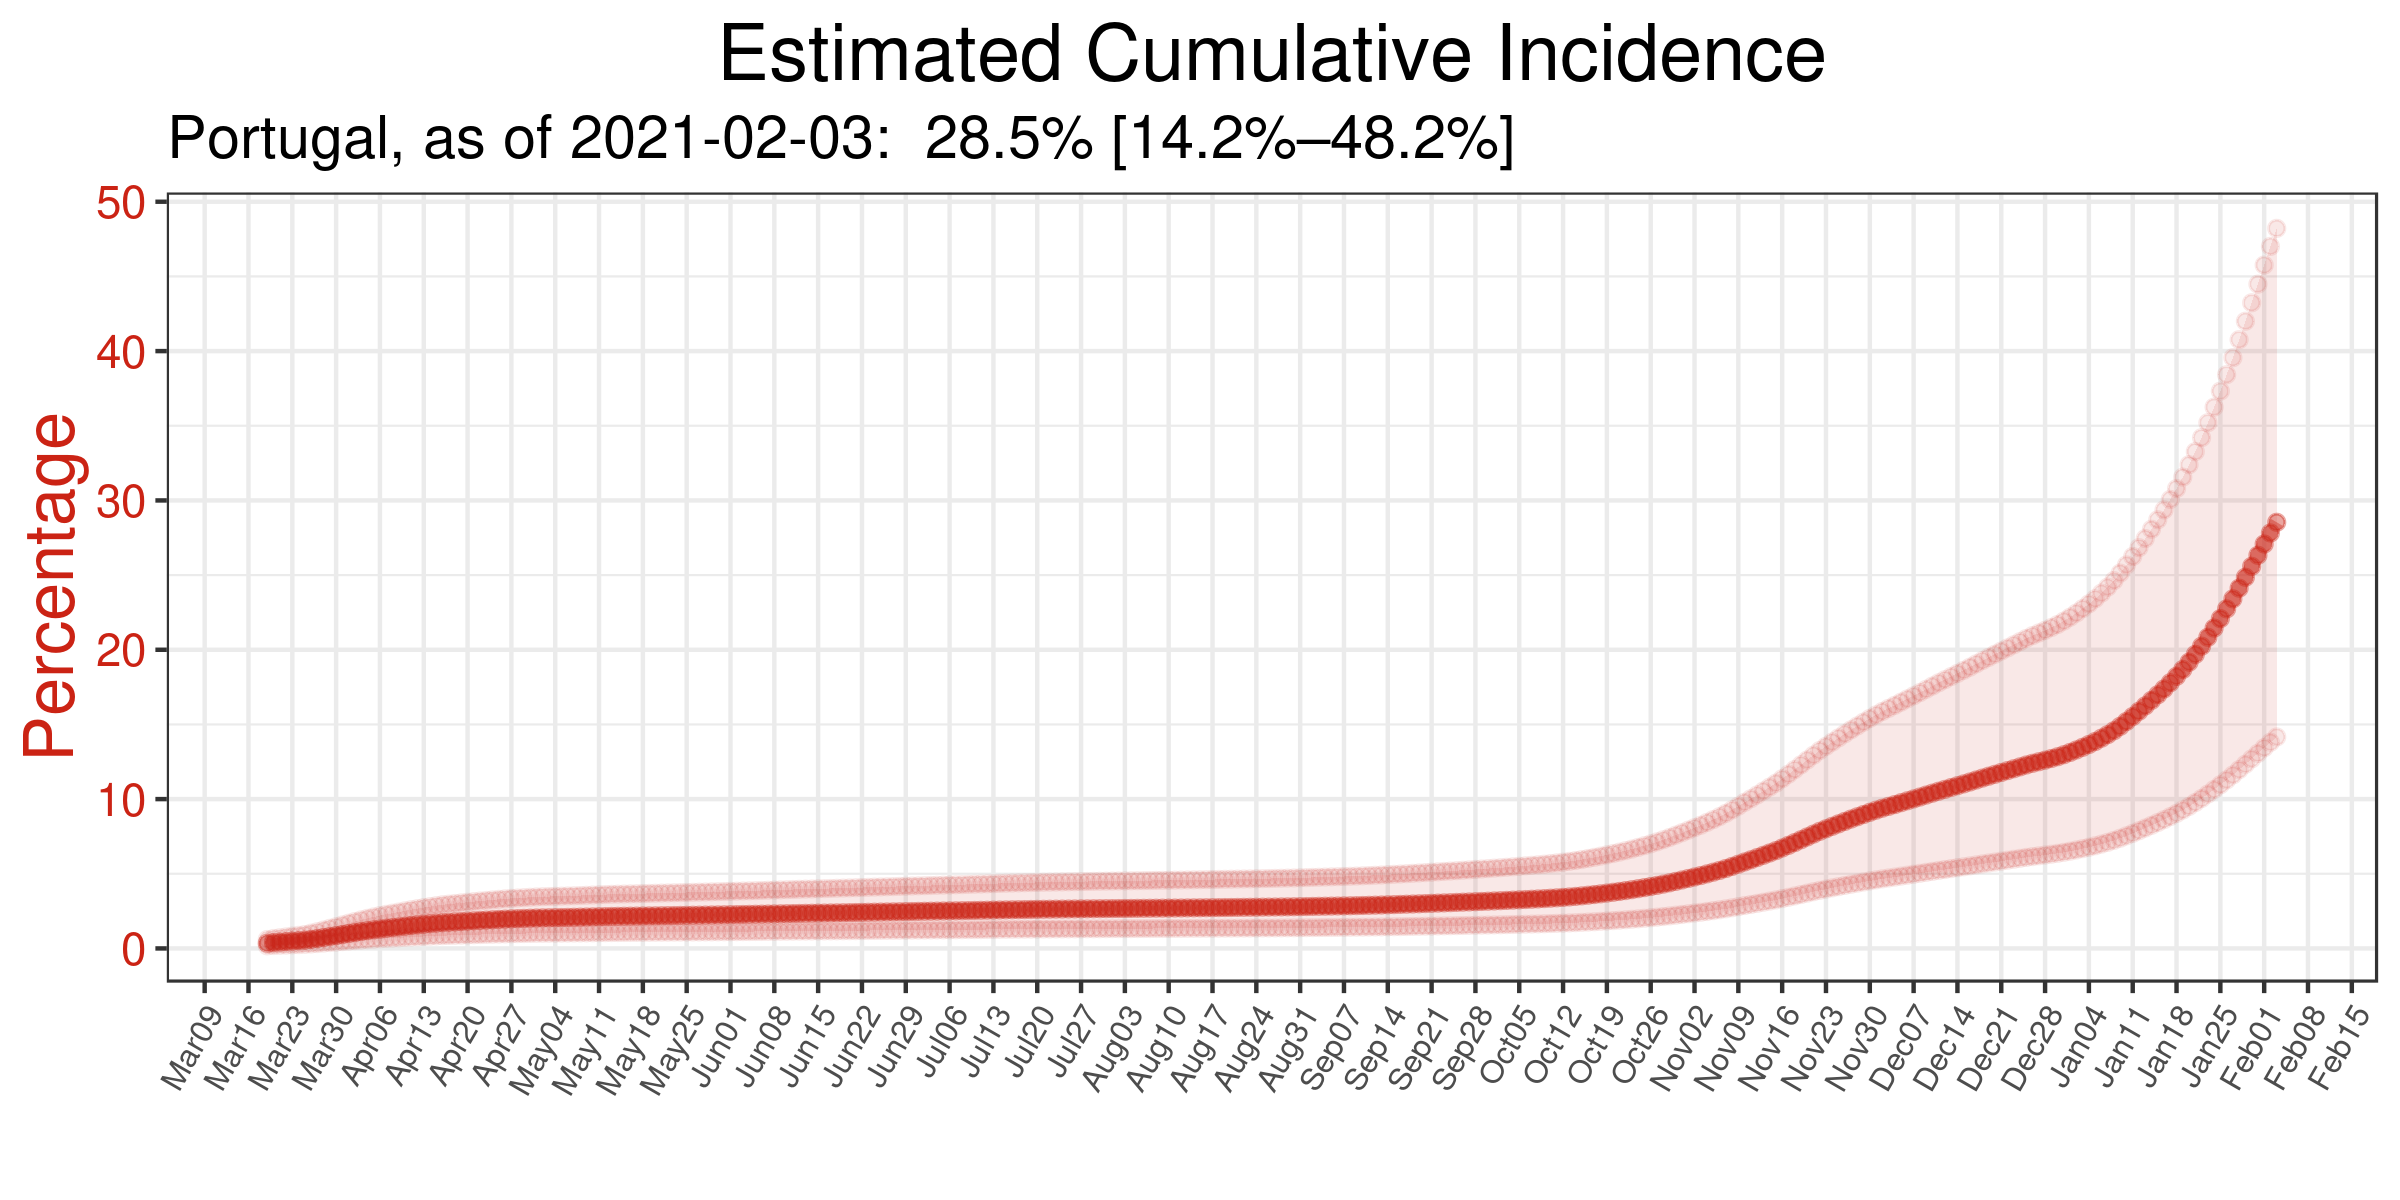 Estimated Cumulative Incidence
Portugal, as of 2021-02-03:  28.5% [14.2%–48.2%]
Percentage
50
40
30
20
10
0
Mar09
Mar16
Mar23
Mar30
Apr06
Apr13
Apr20
Apr27
May04
May11
May18
May25
Jun01
Jun08
Jun15
Jun22
Jun29
Jul06
Jul13
Jul20
Jul27
Aug03
Aug10
Aug17
Aug24
Aug31
Sep07
Sep14
Sep21
Sep28
Oct05
Oct12
Oct19
Oct26
Nov02
Nov09
Nov16
Nov23
Nov30
Dec07
Dec14
Dec21
Dec28
Jan04
Jan11
Jan18
Jan25
Feb01
Feb08
Feb15